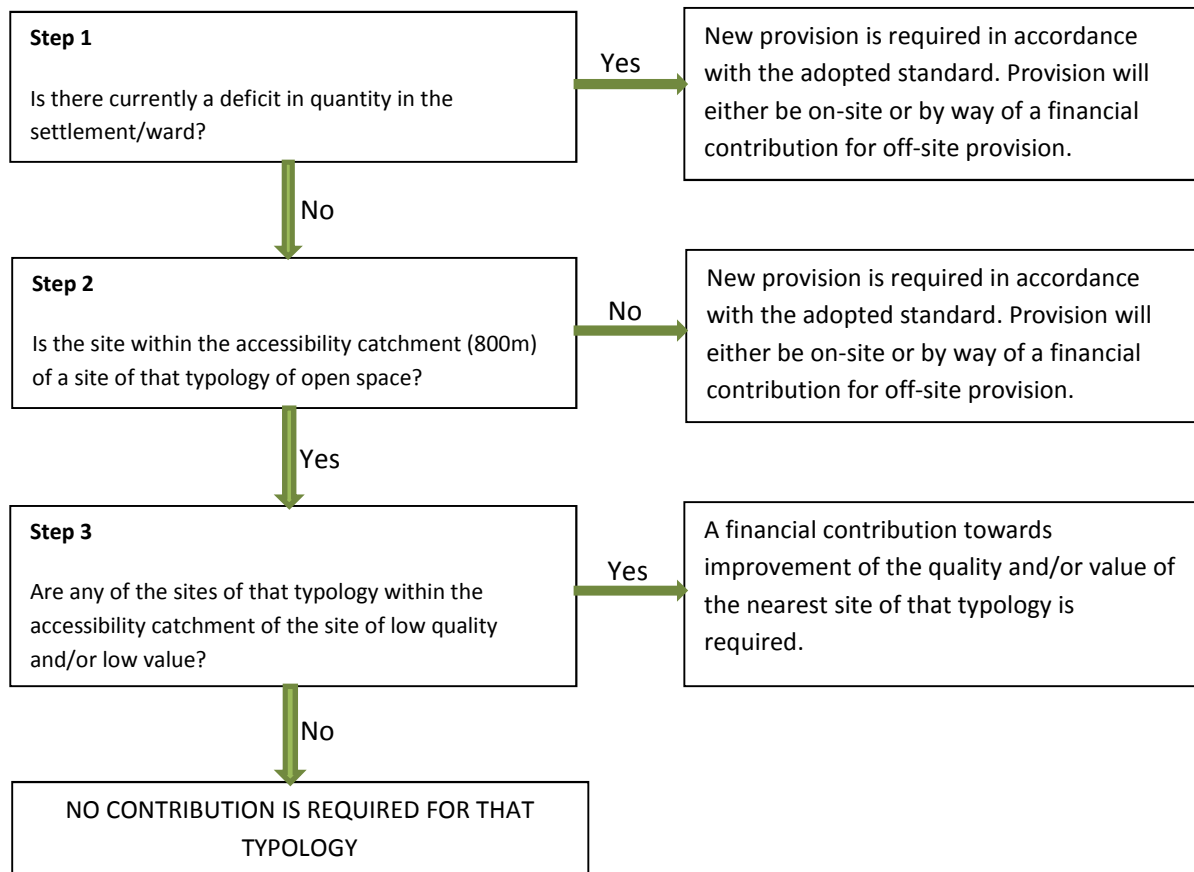 Step 1
Is there currently a deficit in quantity in the
settlement/ward?
Yes
New provision is required in accordance
with the adopted standard. Provision will
either be on-site or by way of a financial
contribution for off-site provision.
No
Step 2
Is the site within the accessibility catchment (800m)
of a site of that typology of open space?
No
New provision is required in accordance
with the adopted standard. Provision will
either be on-site or by way of a financial
contribution for off-site provision.
Yes
Step 3
Are any of the sites of that typology within the
accessibility catchment of the site of low quality
and/or low value?
Yes
A financial contribution towards
improvement of the quality and/or value of
the nearest site of that typology is
required.
No
NO CONTRIBUTION IS REQUIRED FOR THAT
TYPOLOGY